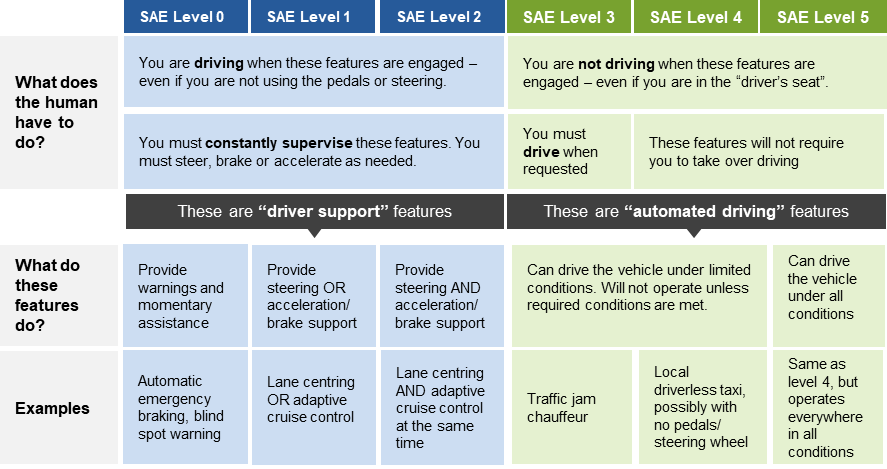 SAE Level 0
SAE Level 1
SAE Level 2
SAE Level 3
SAE Level 4
SAE Level 5
What does
the human
have to
do?
You are driving when these features are engaged –
even if you are not using the pedals or steering.
You are not driving when these features are
engaged – even if you are in the “driver’s seat”.
You must constantly supervise these features. You
must steer, brake or accelerate as needed.
You must
drive when
requested
These features will not require
you to take over driving
These are “driver support” features
These are “automated driving” features
What do
these
features
do?
Provide
warnings and
momentary
assistance
Provide
steering OR
acceleration/
brake support
Provide
steering AND
acceleration/
brake support
Can drive the vehicle under limited
conditions. Will not operate unless
required conditions are met.
Can drive
the vehicle
under all
conditions
Examples
Automatic
emergency
braking, blind
spot warning
Lane centring
OR adaptive
cruise control
Lane centring
AND adaptive
cruise control
at the same
time
Traffic jam
chauffeur
Local
driverless taxi,
possibly with
no pedals/
steering wheel
Same as
level 4, but
operates
everywhere
in all
conditions